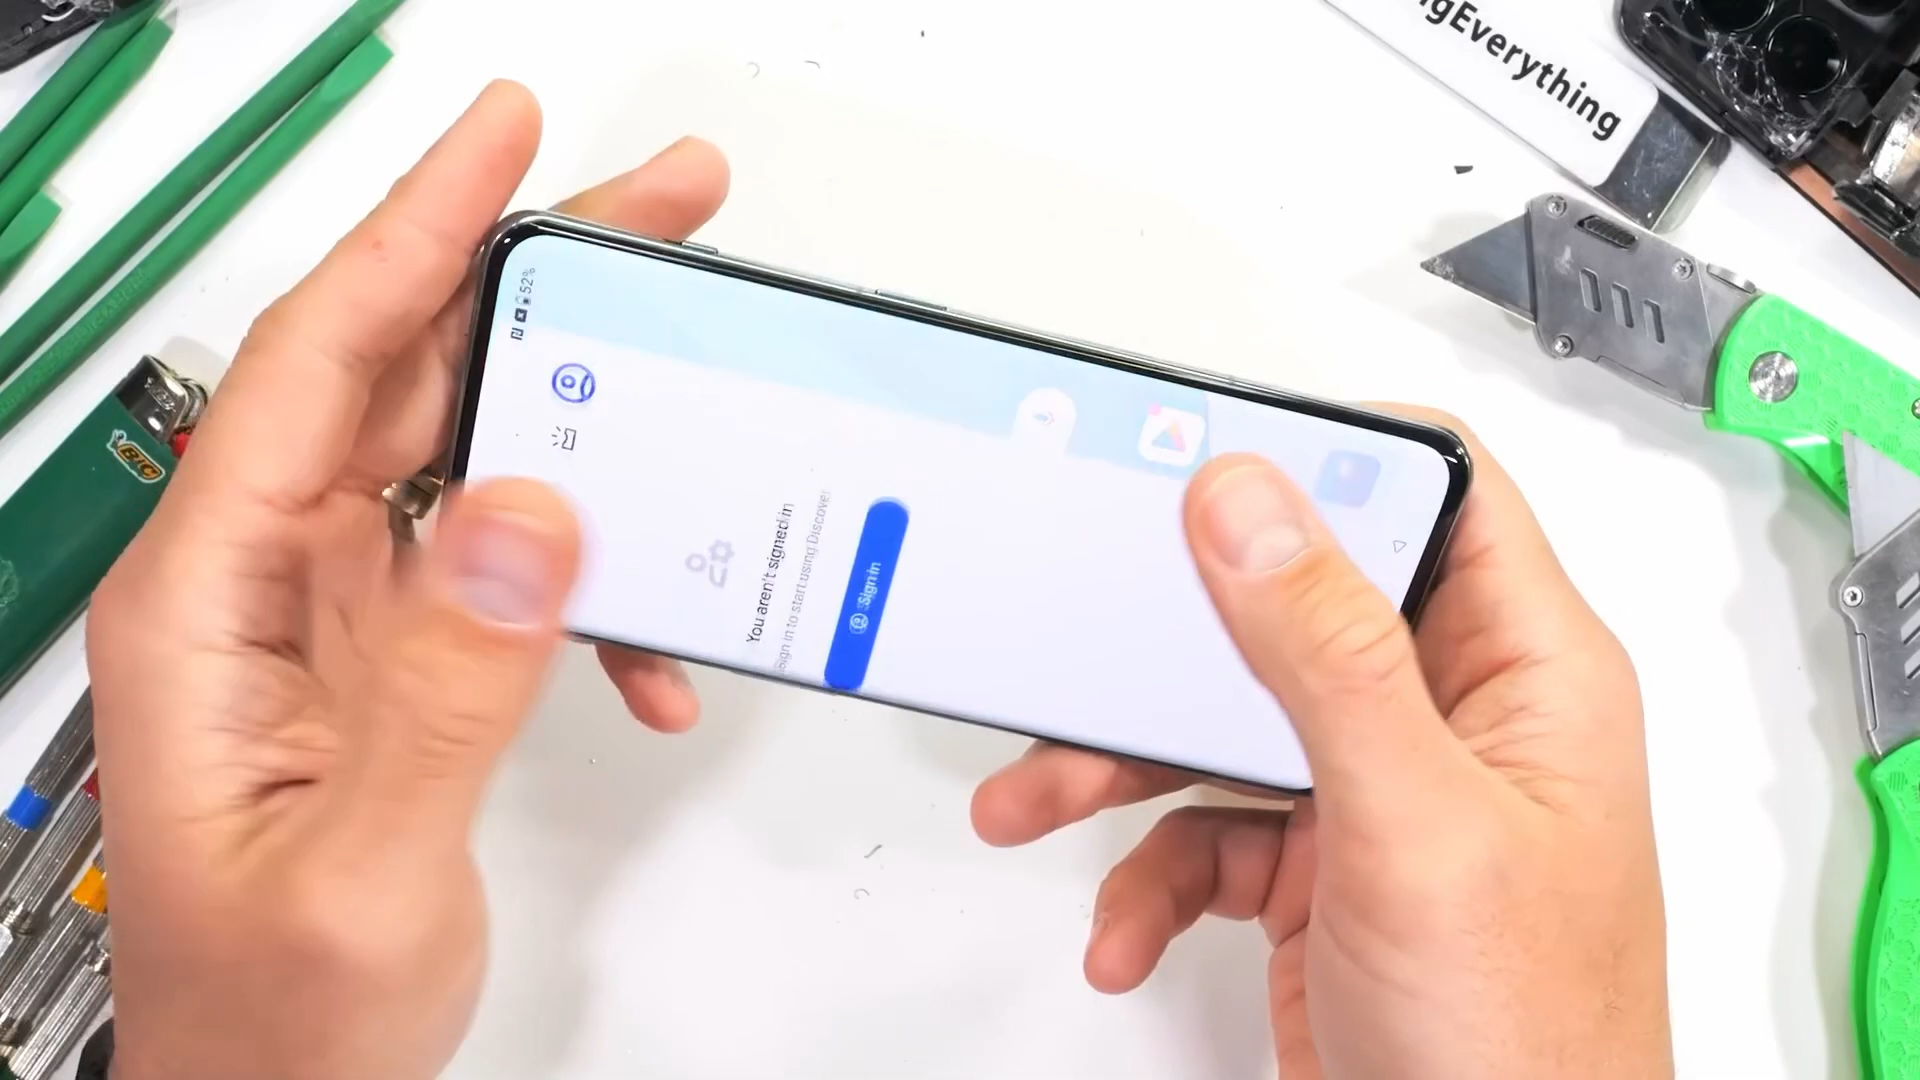 gEverything
52%
You aren't signed in
Sign in to start using Discover
Sign in
BIC